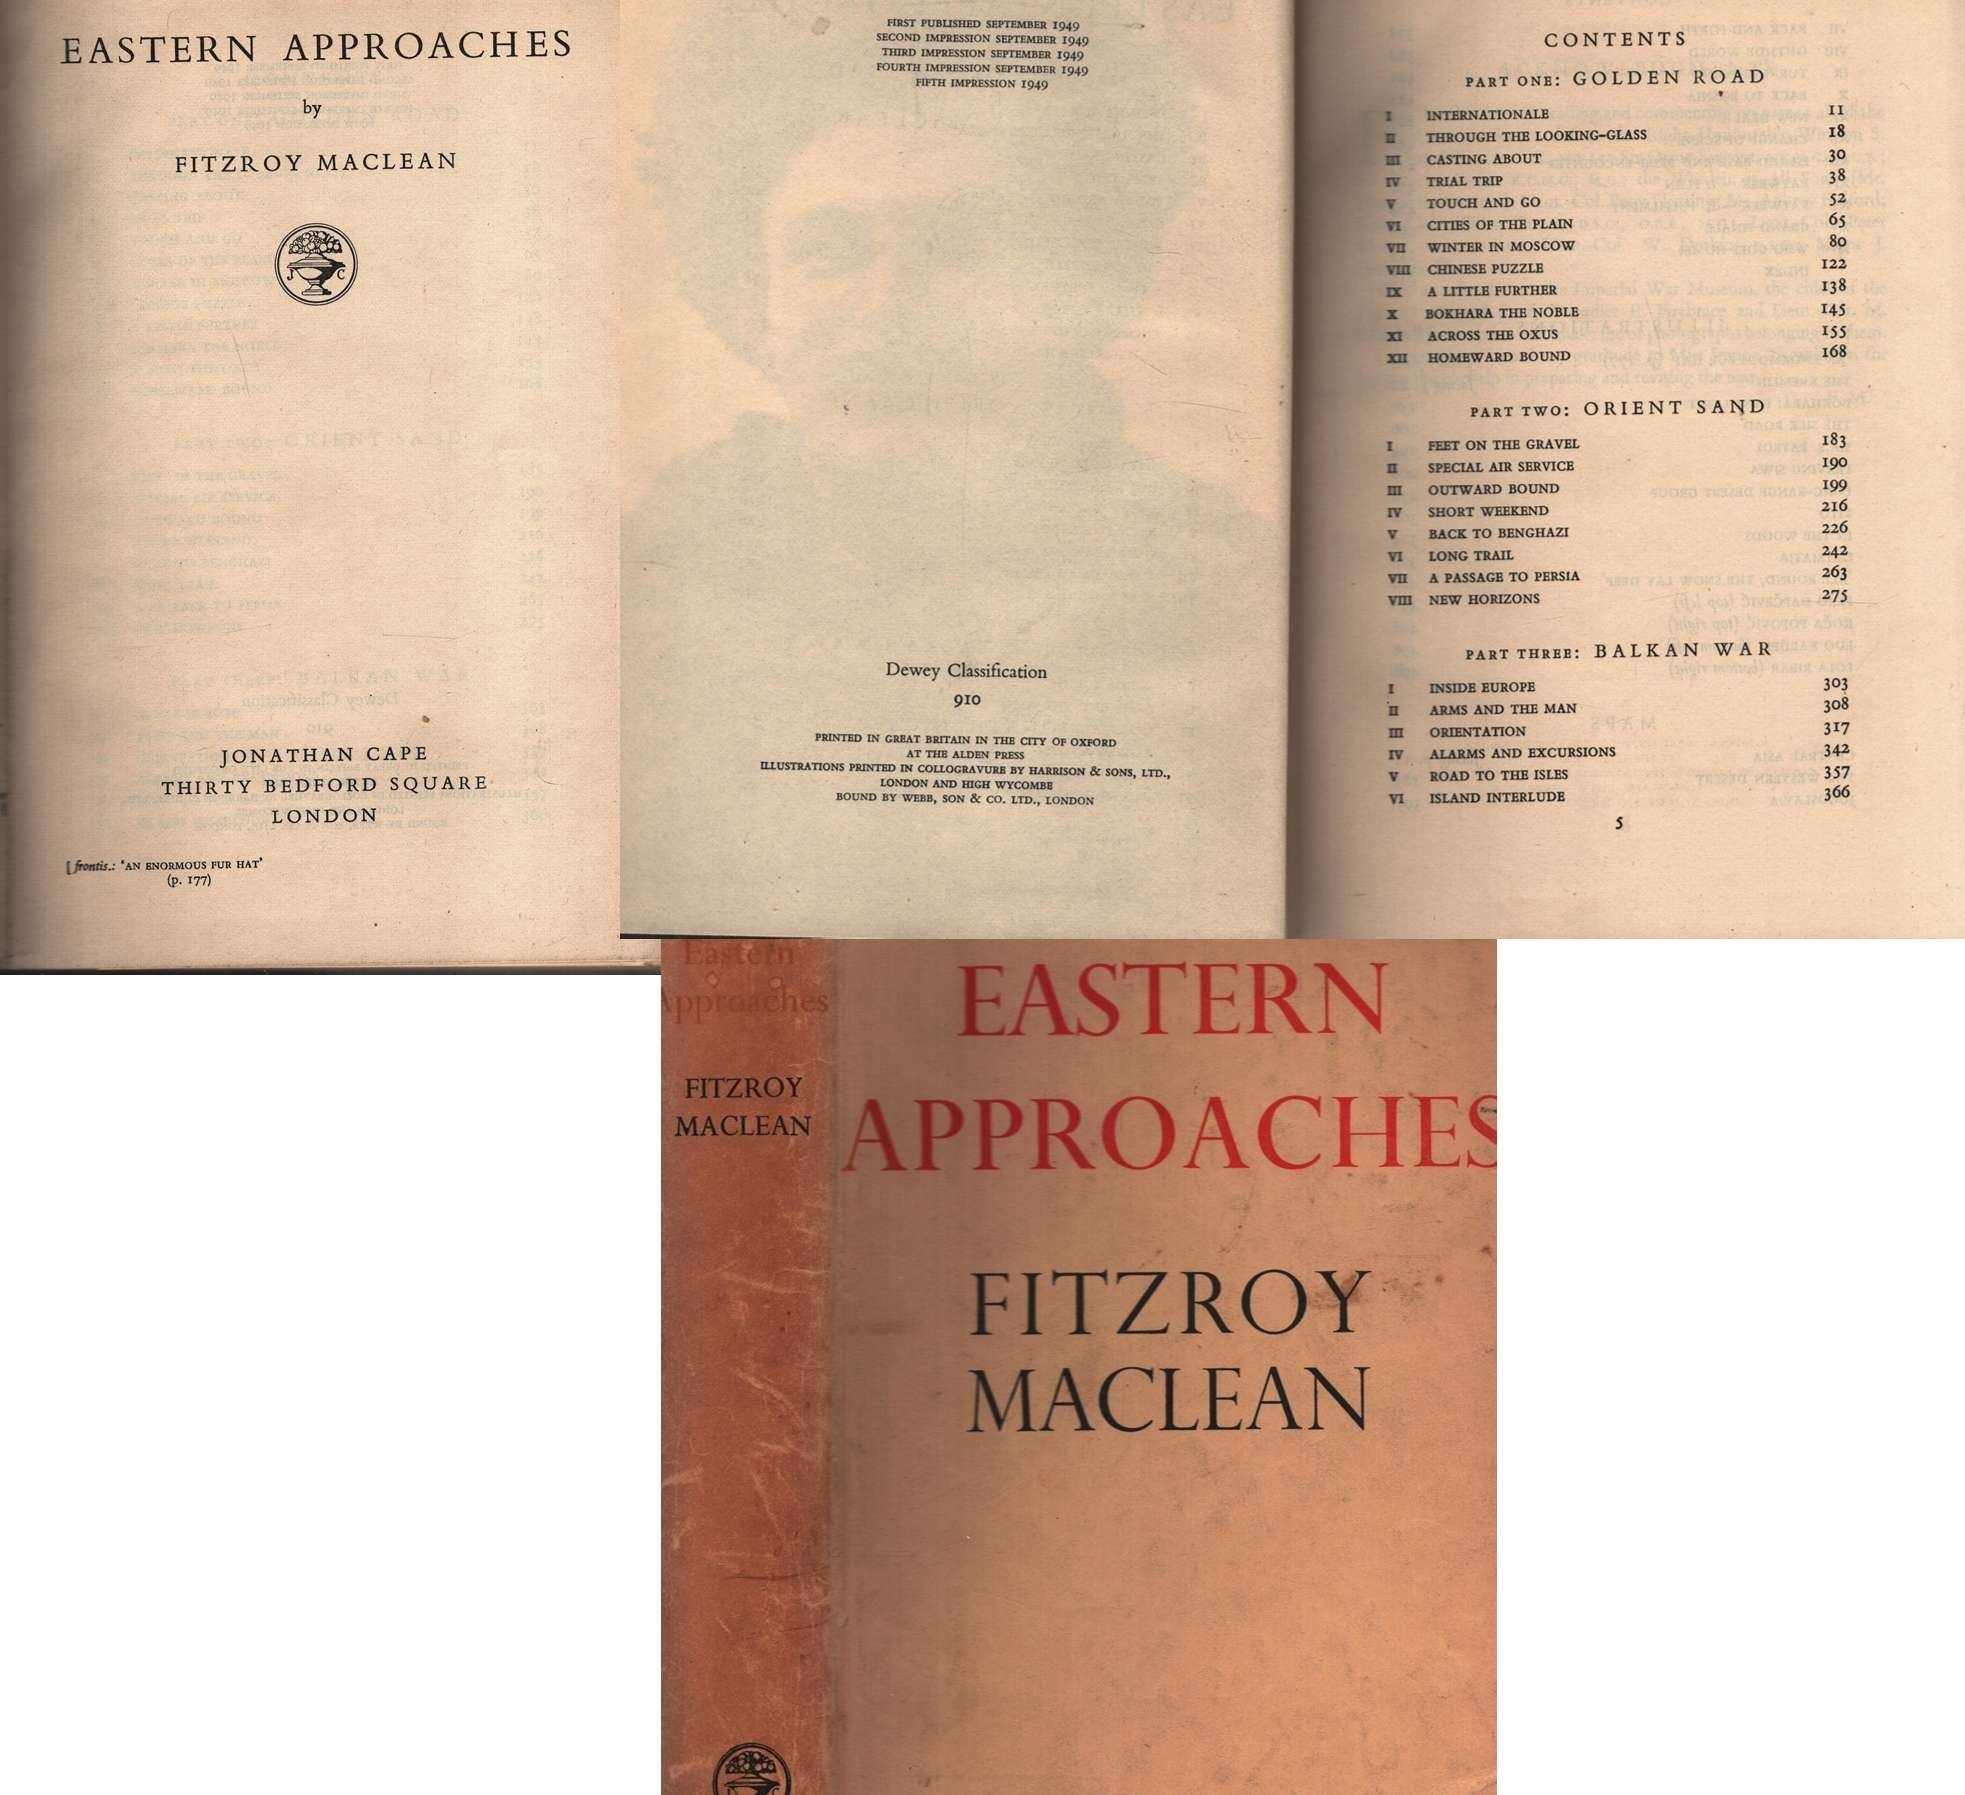 EASTERN APPROACHES
by
FITZROY MACLEAN
J C
JONATHAN CAPE
THIRTY BEDFORD SQUARE
LONDON
[frontis.: 'AN ENORMOUS FUR HAT'
(p. 177)
FIRST PUBLISHED SEPTEMBER 1949
SECOND IMPRESSION SEPTEMBER 1949
THIRD IMPRESSION SEPTEMBER 1949
FOURTH IMPRESSION SEPTEMBER 1949
FIFTH IMPRESSION 1949
Dewey Classification
910
PRINTED IN GREAT BRITAIN IN THE CITY OF OXFORD
AT THE ALDEN PRESS
ILLUSTRATIONS PRINTED IN COLLOGRAVURE BY HARRISON & SONS, LTD.,
LONDON AND HIGH WYCOMBE
BOUND BY WEBB, SON & CO. LTD., LONDON
CONTENTS
PART ONE: GOLDEN ROAD
I INTERNATIONALE 11
II THROUGH THE LOOKING-GLASS 18
III CASTING ABOUT 30
IV TRIAL TRIP 38
V TOUCH AND GO 52
VI CITIES OF THE PLAIN 65
VII WINTER IN MOSCOW 80
VIII CHINESE PUZZLE 122
IX A LITTLE FURTHER 138
X BOKHARA THE NOBLE 145
XI ACROSS THE OXUS 155
XII HOMEWARD BOUND 168
PART TWO: ORIENT SAND
I FEET ON THE GRAVEL 183
II SPECIAL AIR SERVICE 190
III OUTWARD BOUND 199
IV SHORT WEEKEND 216
V BACK TO BENGHAZI 226
VI LONG TRAIL 242
VII A PASSAGE TO PERSIA 263
VIII NEW HORIZONS 275
PART THREE: BALKAN WAR
I INSIDE EUROPE 303
II ARMS AND THE MAN 308
III ORIENTATION 317
IV ALARMS AND EXCURSIONS 342
V ROAD TO THE ISLES 357
VI ISLAND INTERLUDE 366
5
Eastern
Approaches
FITZROY
MACLEAN
EASTERN
APPROACHES
FITZROY
MACLEAN